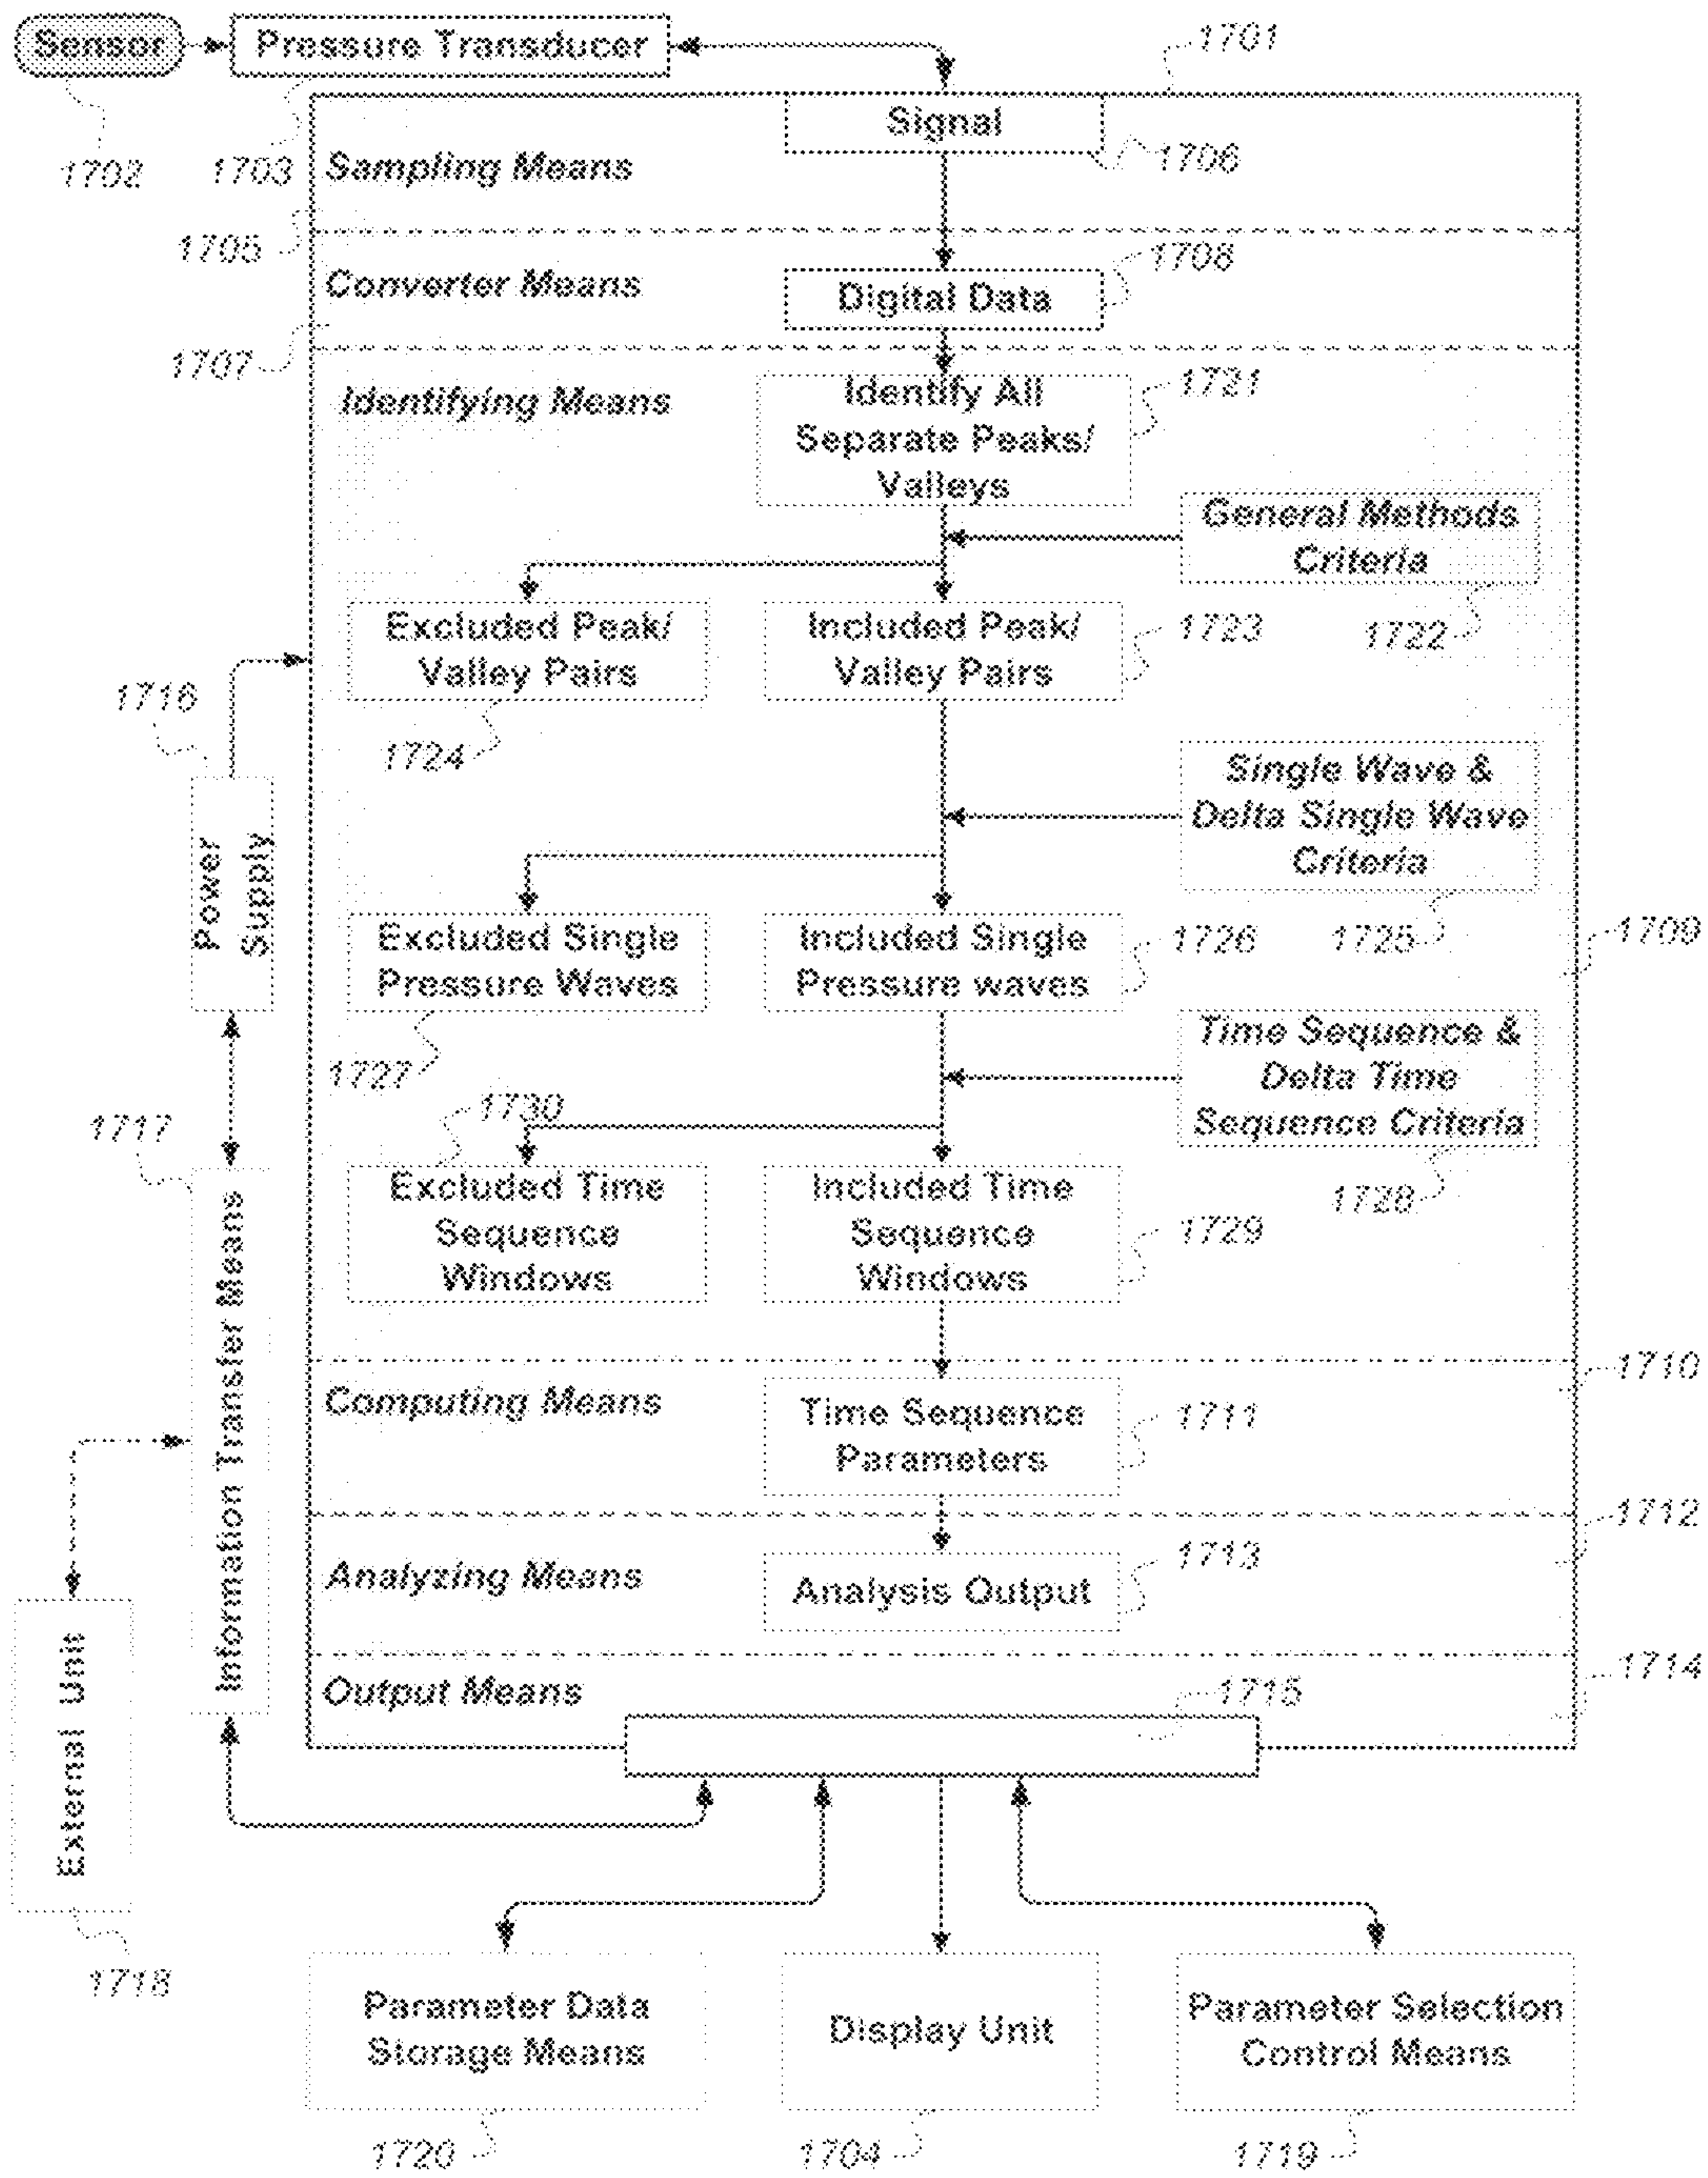 Sensor
Pressure Transducer
1701
Signal
1702
1703
Sampling Means
1706
1705
Converter Means
1708
Digital Data
1707
Identifying Means
Identify All
Separate Peaks/
Valleys
1721
General Methods
Criteria
1722
Excluded Peak/
Valley Pairs
Included Peak/
Valley Pairs
1723
1724
1716
Power
Supply
Single Wave &
Delta Single Wave
Criteria
1725
1709
Excluded Single
Pressure Waves
Included Single
Pressure waves
1726
1727
Time Sequence &
Delta Time
Sequence Criteria
1728
1730
1717
Information Transfer Means
Excluded Time
Sequence
Windows
Included Time
Sequence
Windows
1729
1710
Computing Means
Time Sequence
Parameters
1711
1712
Analyzing Means
Analysis Output
1713
1714
Output Means
1715
External Unit
1718
Parameter Data
Storage Means
Display Unit
Parameter Selection
Control Means
1720
1704
1719